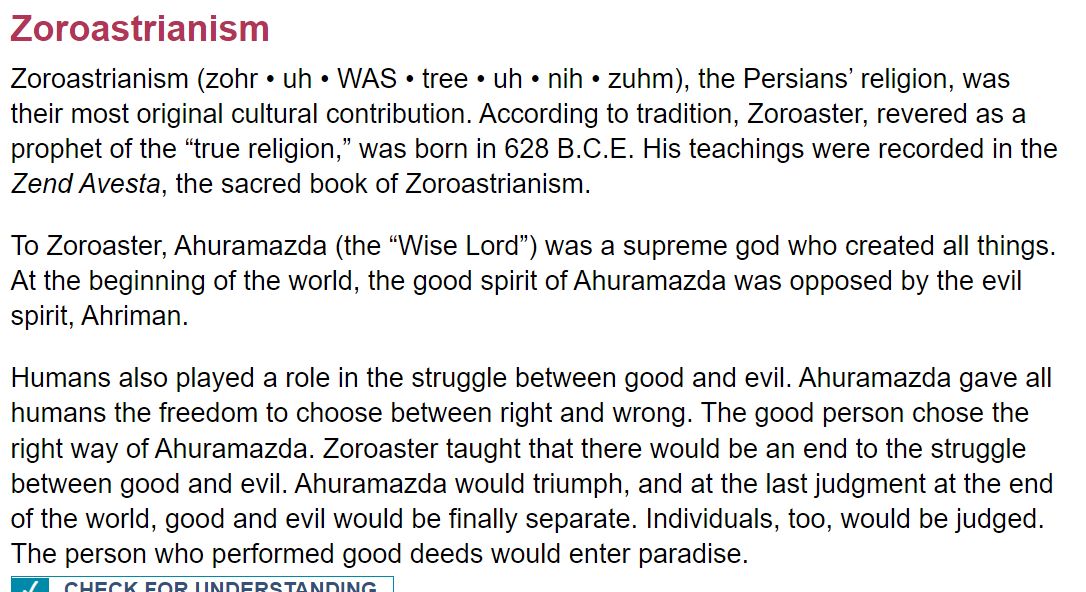 Zoroastrianism
Zoroastrianism (zohr • uh • WAS • tree • uh • nih • zuhm), the Persians’ religion, was
their most original cultural contribution. According to tradition, Zoroaster, revered as a
prophet of the “true religion,” was born in 628 B.C.E. His teachings were recorded in the
Zend Avesta, the sacred book of Zoroastrianism.
To Zoroaster, Ahuramazda (the “Wise Lord”) was a supreme god who created all things.
At the beginning of the world, the good spirit of Ahuramazda was opposed by the evil
spirit, Ahriman.
Humans also played a role in the struggle between good and evil. Ahuramazda gave all
humans the freedom to choose between right and wrong. The good person chose the
right way of Ahuramazda. Zoroaster taught that there would be an end to the struggle
between good and evil. Ahuramazda would triumph, and at the last judgment at the end
of the world, good and evil would be finally separate. Individuals, too, would be judged.
The person who performed good deeds would enter paradise.
CHECK FOR UNDERSTANDING